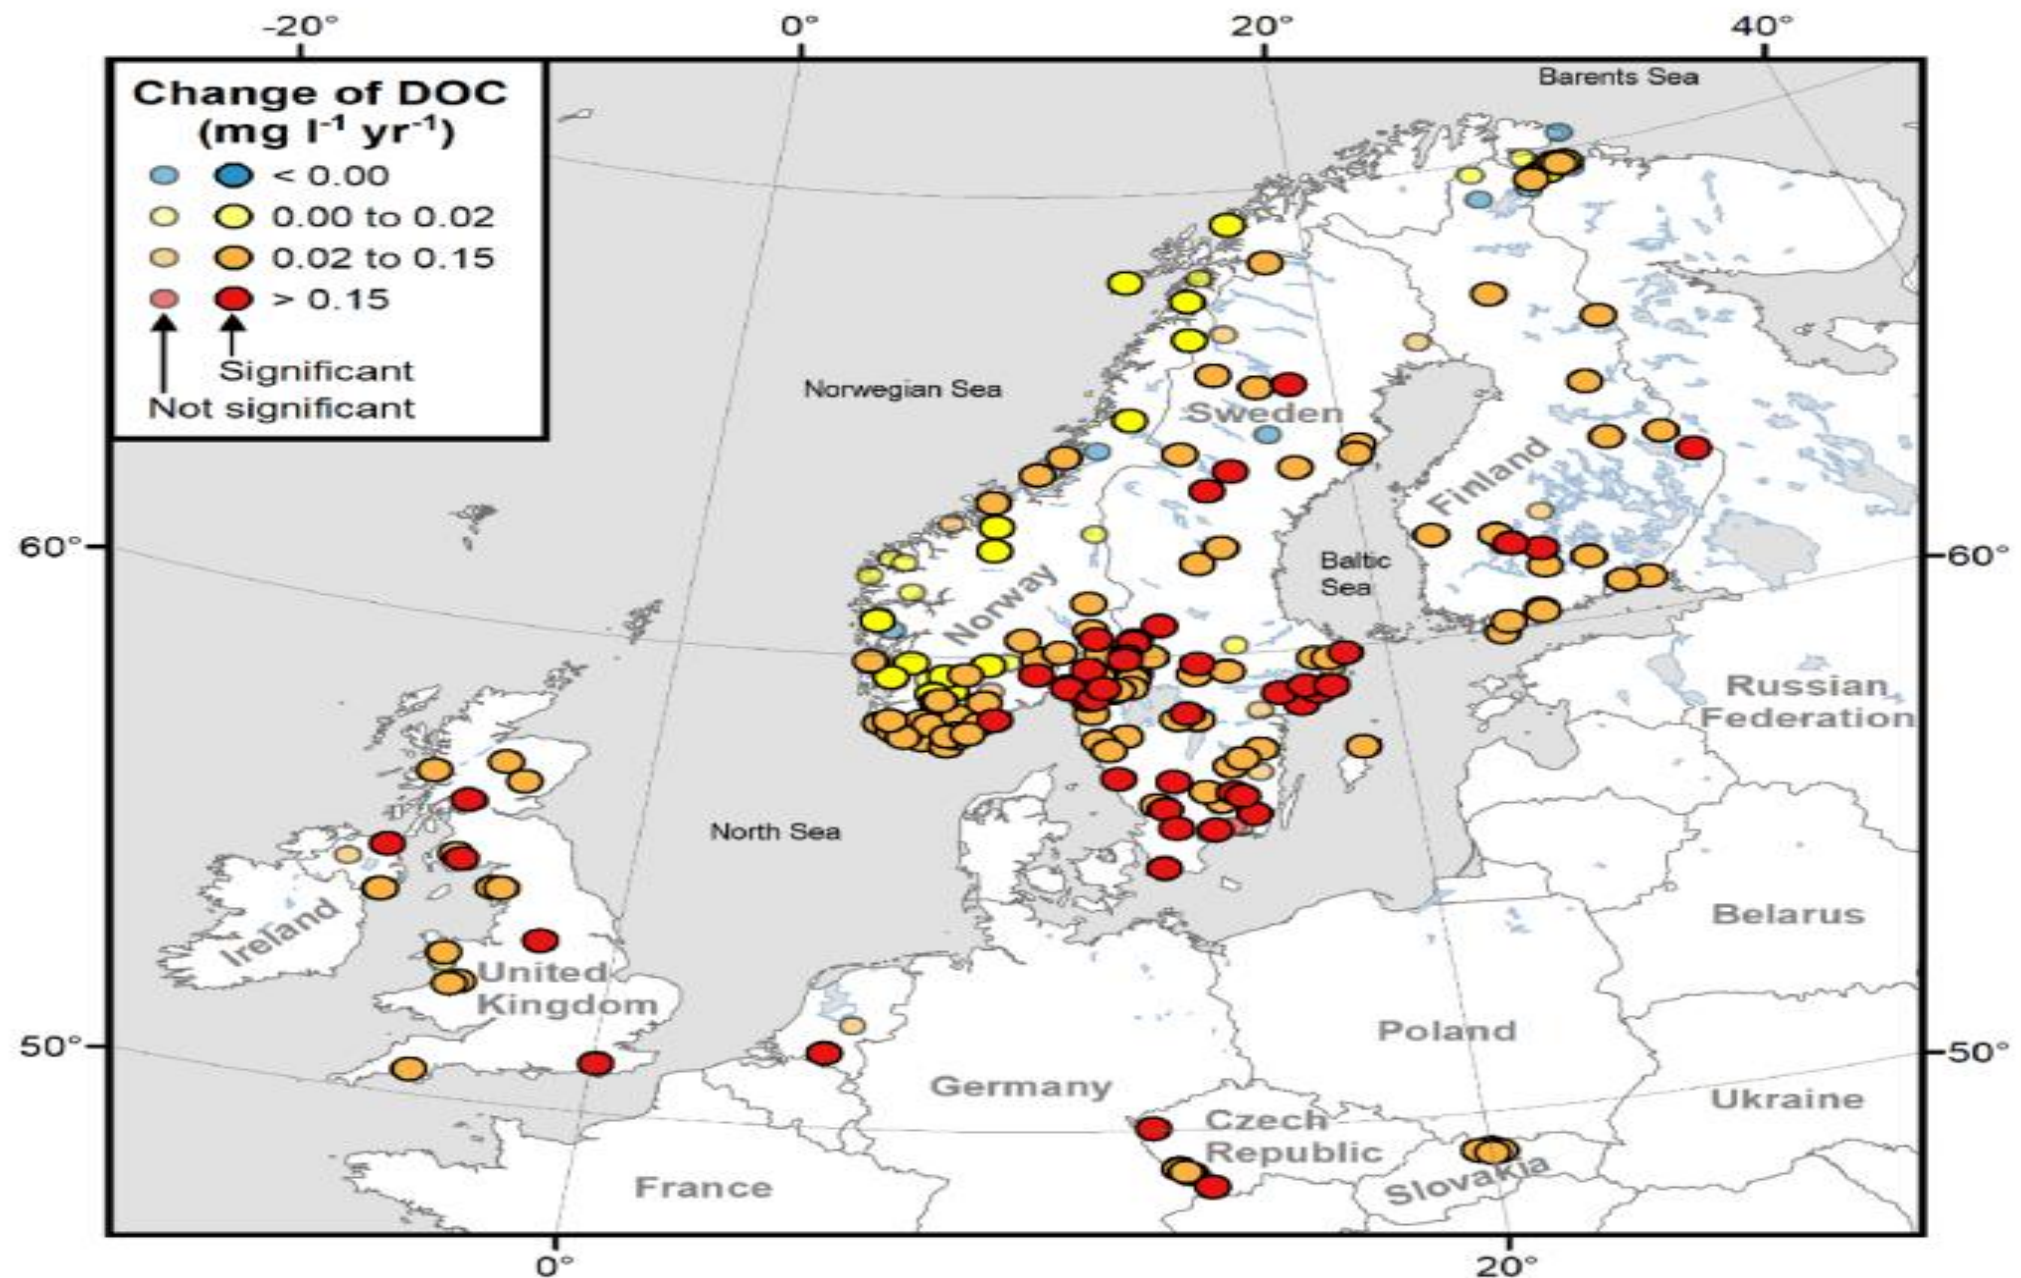 -20°
0°
20°
40°
Barents Sea
Change of DOC
(mg l⁻¹ yr⁻¹)
< 0.00
0.00 to 0.02
0.02 to 0.15
> 0.15
Significant
Not significant
Norwegian Sea
Sweden
Finland
60°
Baltic
Sea
60°
Norway
Russian
Federation
North Sea
Ireland
Belarus
United
Kingdom
Poland
50°
50°
Germany
Ukraine
Czech
Republic
Slovakia
France
0°
20°